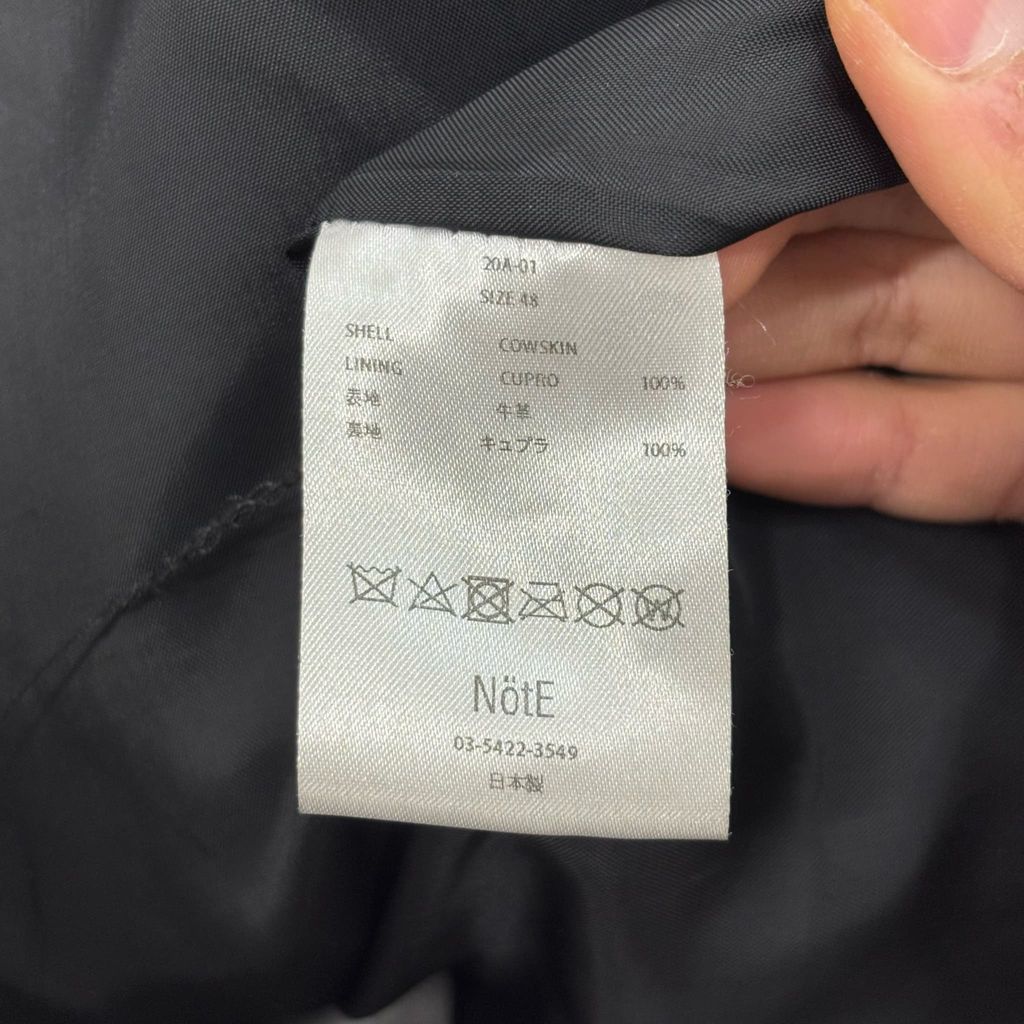 20A-01
SIZE 48
SHELL COWSKIN
LINING CUPRO 100%
表地 牛革
裏地 キュプラ 100%
W
NötE
03-5422-3549
日本製